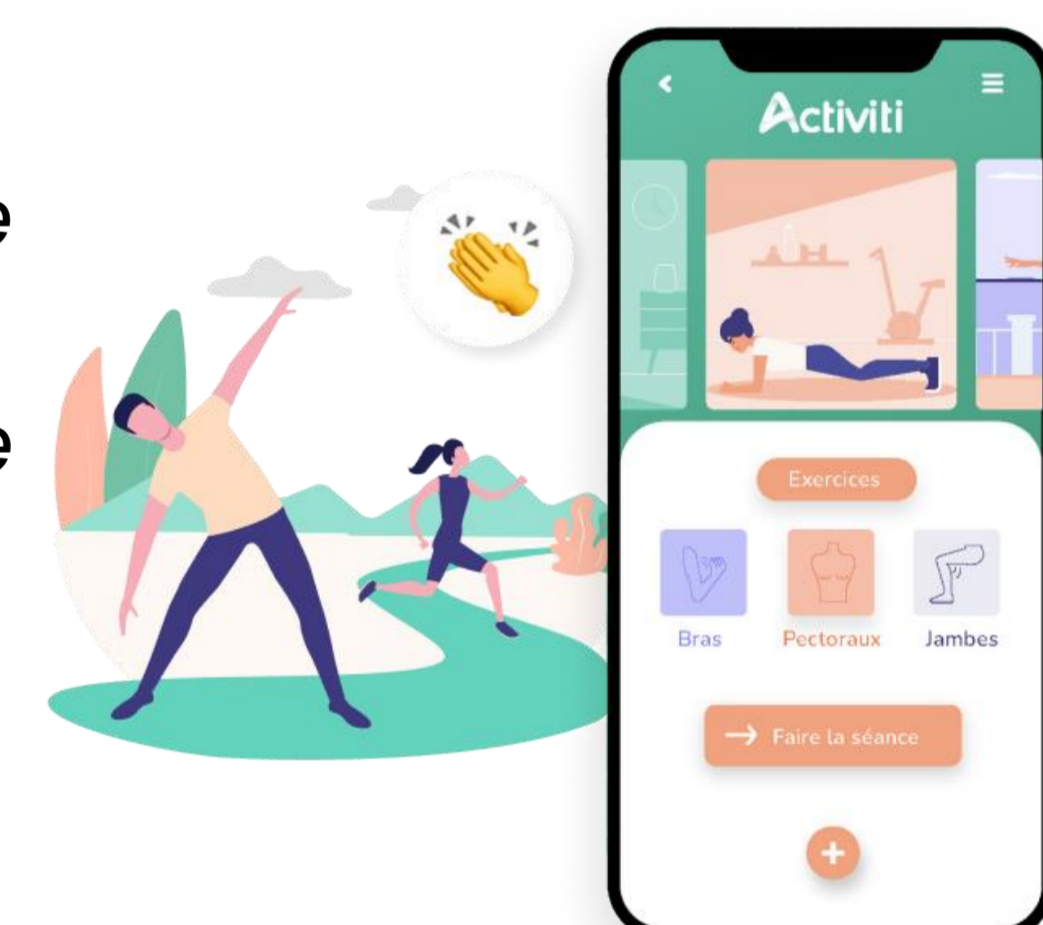 e
e
Activiti
Exercices
Bras Pectoraux Jambes
→ Faire la séance
+